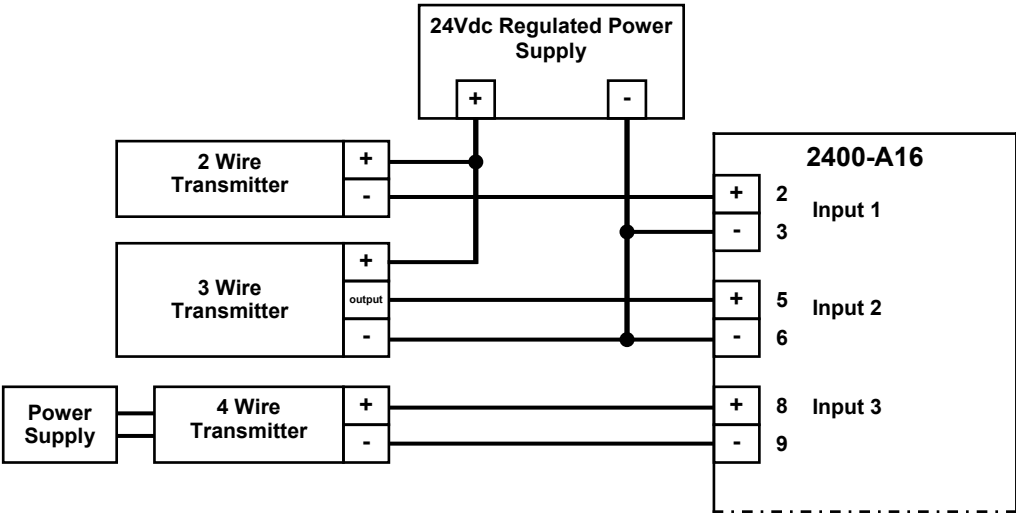 24Vdc Regulated Power
Supply
+ -
2 Wire
Transmitter
+
-
2400-A16
+ 2
Input 1
- 3
3 Wire
Transmitter
+
output
-
+ 5
Input 2
- 6
Power
Supply
4 Wire
Transmitter
+
-
+ 8 Input 3
- 9